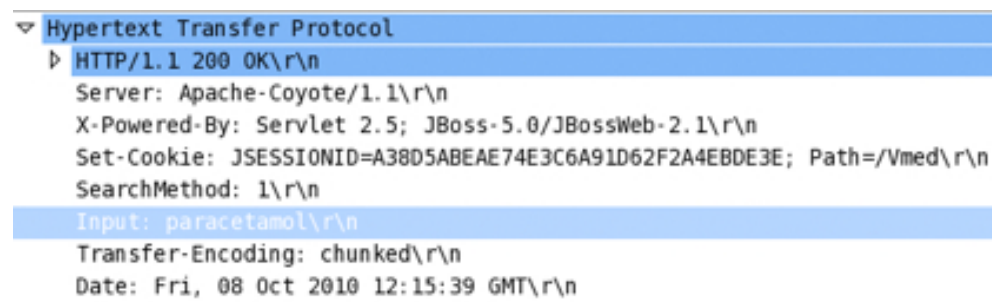 Hypertext Transfer Protocol
HTTP/1.1 200 OK\r\n
Server: Apache-Coyote/1.1\r\n
X-Powered-By: Servlet 2.5; JBoss-5.0/JBossWeb-2.1\r\n
Set-Cookie: JSESSIONID=A38D5ABEAE74E3C6A91D62F2A4EBDE3E; Path=/Vmed\r\n
SearchMethod: 1\r\n
Input: paracetamol\r\n
Transfer-Encoding: chunked\r\n
Date: Fri, 08 Oct 2010 12:15:39 GMT\r\n